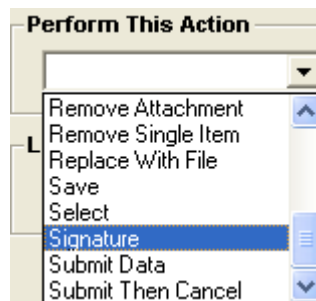 Perform This Action
Remove Attachment
Remove Single Item
L
Replace With File
Save
Select
Signature
Submit Data
Submit Then Cancel